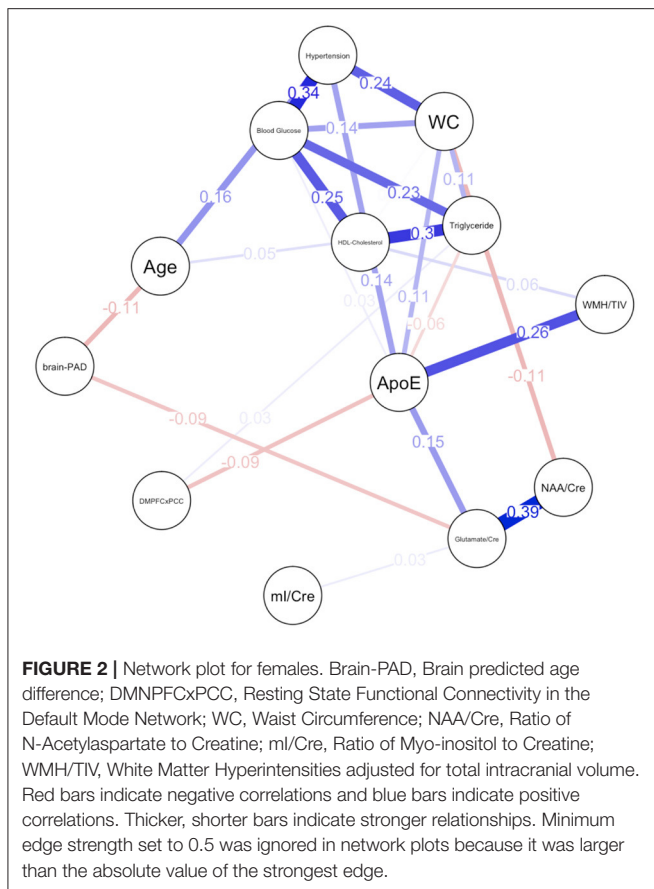 Hypertension
0.34
0.24
Blood Glucose
0.14
WC
0.16
0.25
0.23
0.11
HDL-Cholesterol
0.3
Triglyceride
Age
0.05
0.14
0.03
0.11
-0.06
0.06
WMH/TIV
-0.11
brain-PAD
ApoE
0.26
-0.11
-0.09
0.03
-0.09
0.15
DMPFCxPCC
NAA/Cre
0.39
Glutamate/Cre
0.03
mI/Cre
FIGURE 2 | Network plot for females. Brain-PAD, Brain predicted age
difference; DMNPFCxPCC, Resting State Functional Connectivity in the
Default Mode Network; WC, Waist Circumference; NAA/Cre, Ratio of
N-Acetylaspartate to Creatine; mI/Cre, Ratio of Myo-inositol to Creatine;
WMH/TIV, White Matter Hyperintensities adjusted for total intracranial volume.
Red bars indicate negative correlations and blue bars indicate positive
correlations. Thicker, shorter bars indicate stronger relationships. Minimum
edge strength set to 0.5 was ignored in network plots because it was larger
than the absolute value of the strongest edge.